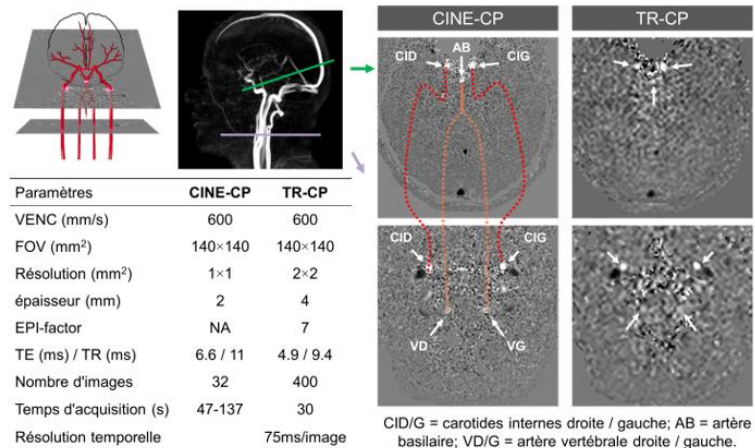 CINE-CP TR-CP
CID AB CIG
Paramètres CINE-CP TR-CP
VENC (mm/s) 600 600
FOV (mm²) 140×140 140×140
Résolution (mm²) 1×1 2×2
épaisseur (mm) 2 4
EPI-factor NA 7
TE (ms) / TR (ms) 6.6 / 11 4.9 / 9.4
Nombre d'images 32 400
Temps d'acquisition (s) 47-137 30
Résolution temporelle 75ms/image
CID CIG
VD VG
CID/G = carotides internes droite / gauche; AB = artère
basilaire; VD/G = artère vertébrale droite / gauche.